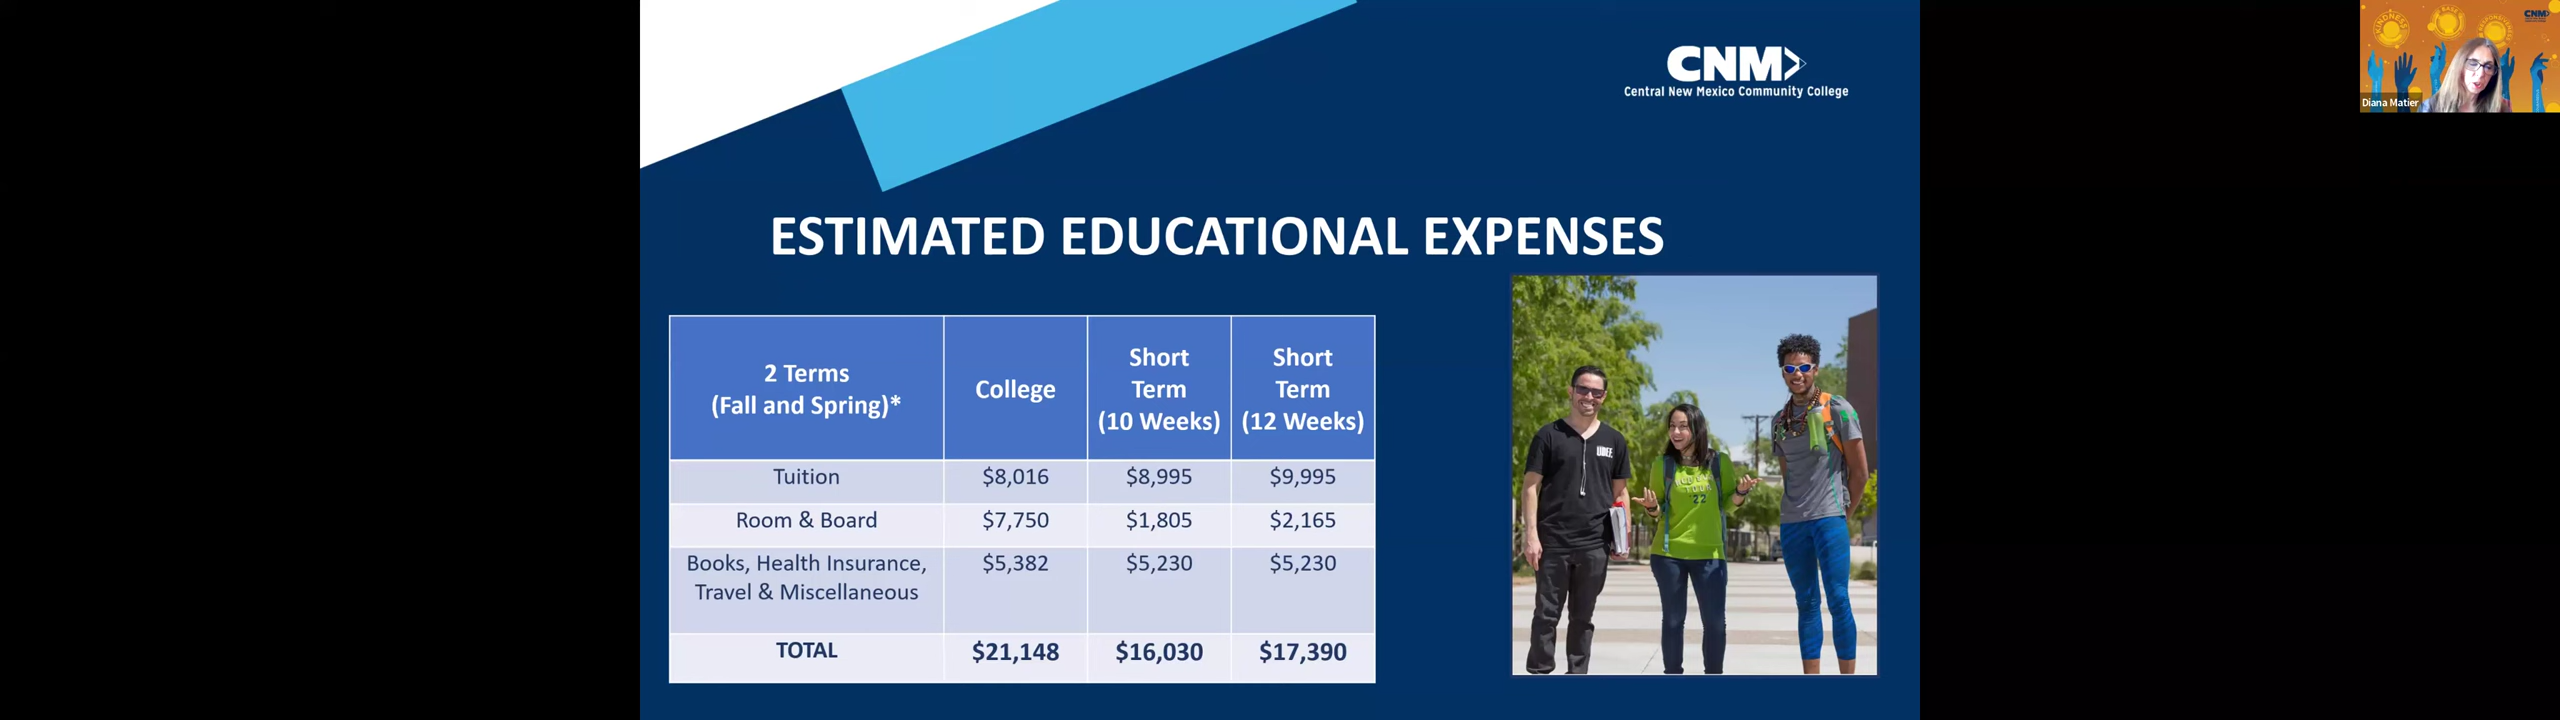 CNM
Central New Mexico Community College
ESTIMATED EDUCATIONAL EXPENSES
2 Terms
(Fall and Spring)*
College
Short
Term
(10 Weeks)
Short
Term
(12 Weeks)
Tuition
$8,016
$8,995
$9,995
Room & Board
$7,750
$1,805
$2,165
Books, Health Insurance,
Travel & Miscellaneous
$5,382
$5,230
$5,230
TOTAL
$21,148
$16,030
$17,390
22
CNM
KINDNESS
Diana Matier